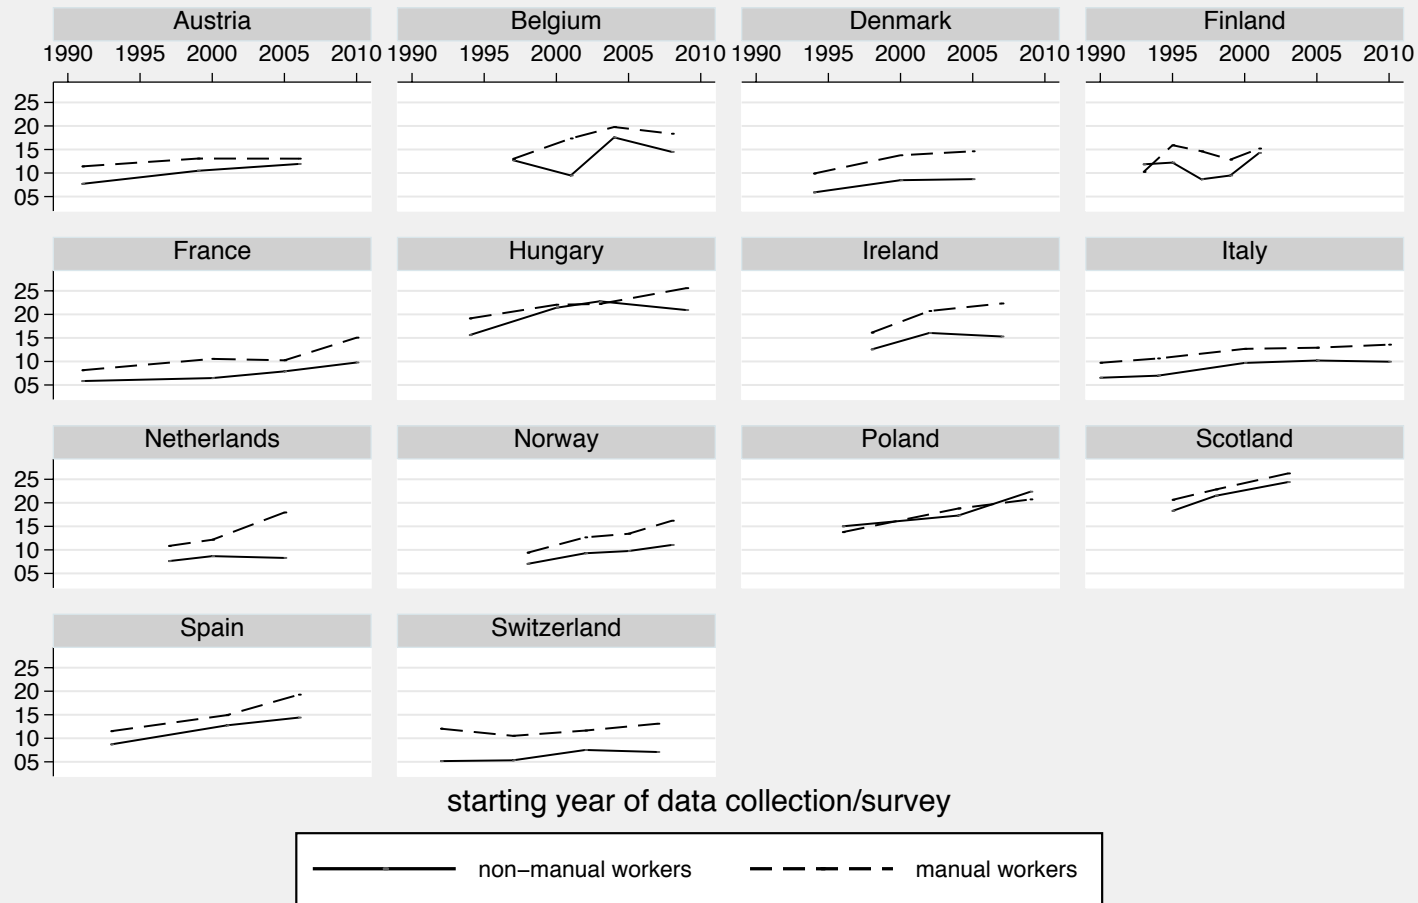 Austria Belgium Denmark Finland
1990 1995 2000 2005 2010 1990 1995 2000 2005 2010 1990 1995 2000 2005 2010 1990 1995 2000 2005 2010
25
20
15
10
05
France Hungary Ireland Italy
25
20
15
10
05
Netherlands Norway Poland Scotland
25
20
15
10
05
Spain Switzerland
25
20
15
10
05
starting year of data collection/survey
non−manual workers manual workers